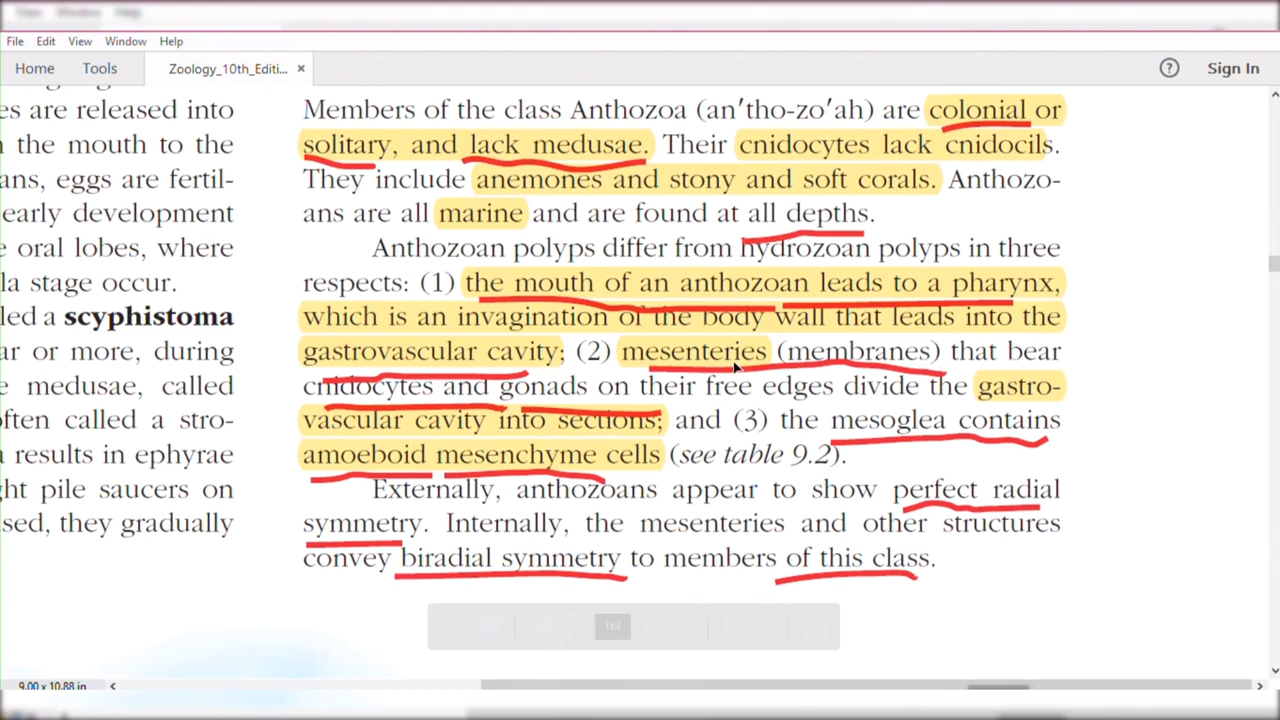 View Window Help
File Edit View Window Help
Home Tools Zoology_10th_Editi... × ? Sign In
es are released into
the mouth to the
ans, eggs are fertil-
early development
oral lobes, where
la stage occur.
led a scyphistoma
ar or more, during
medusae, called
often called a stro-
results in ephyrae
ht pile saucers on
sed, they gradually
Members of the class Anthozoa (an′tho-zo′ah) are colonial or
solitary, and lack medusae. Their cnidocytes lack cnidocils.
They include anemones and stony and soft corals. Anthozo-
ans are all marine and are found at all depths.
Anthozoan polyps differ from hydrozoan polyps in three
respects: (1) the mouth of an anthozoan leads to a pharynx,
which is an invagination of the body wall that leads into the
gastrovascular cavity; (2) mesenteries (membranes) that bear
cnidocytes and gonads on their free edges divide the gastro-
vascular cavity into sections; and (3) the mesoglea contains
amoeboid mesenchyme cells (see table 9.2).
Externally, anthozoans appear to show perfect radial
symmetry. Internally, the mesenteries and other structures
convey biradial symmetry to members of this class.
162
9.00 x 10.88 in